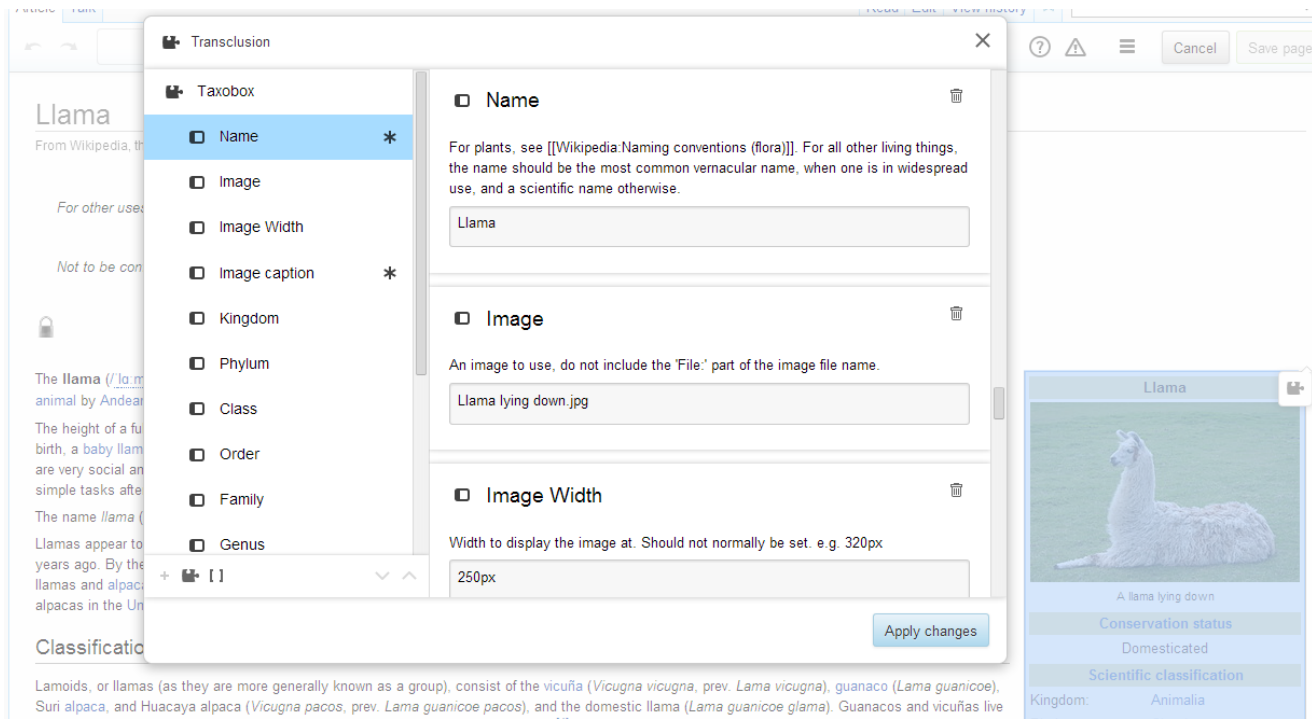 Article Talk
Read Edit View history
Transclusion
Cancel
Save page
Taxobox
Name
Image
Image Width
Image caption
Kingdom
Phylum
Class
Order
Family
Genus
[ ]
Name
For plants, see [[Wikipedia:Naming conventions (flora)]]. For all other living things,
the name should be the most common vernacular name, when one is in widespread
use, and a scientific name otherwise.
Llama
Image
An image to use, do not include the 'File:' part of the image file name.
Llama lying down.jpg
Image Width
Width to display the image at. Should not normally be set. e.g. 320px
250px
Apply changes
Llama
From Wikipedia, th
For other uses
Not to be con
The llama (/ˈlɑːm
animal by Andean
The height of a fu
birth, a baby llam
are very social an
simple tasks afte
The name llama (
Llamas appear to
years ago. By the
llamas and alpaca
alpacas in the Un
Classificatio
Lamoids, or llamas (as they are more generally known as a group), consist of the vicuña (Vicugna vicugna, prev. Lama vicugna), guanaco (Lama guanicoe),
Suri alpaca, and Huacaya alpaca (Vicugna pacos, prev. Lama guanicoe pacos), and the domestic llama (Lama guanicoe glama). Guanacos and vicuñas live
Llama
A llama lying down
Conservation status
Domesticated
Scientific classification
Kingdom: Animalia